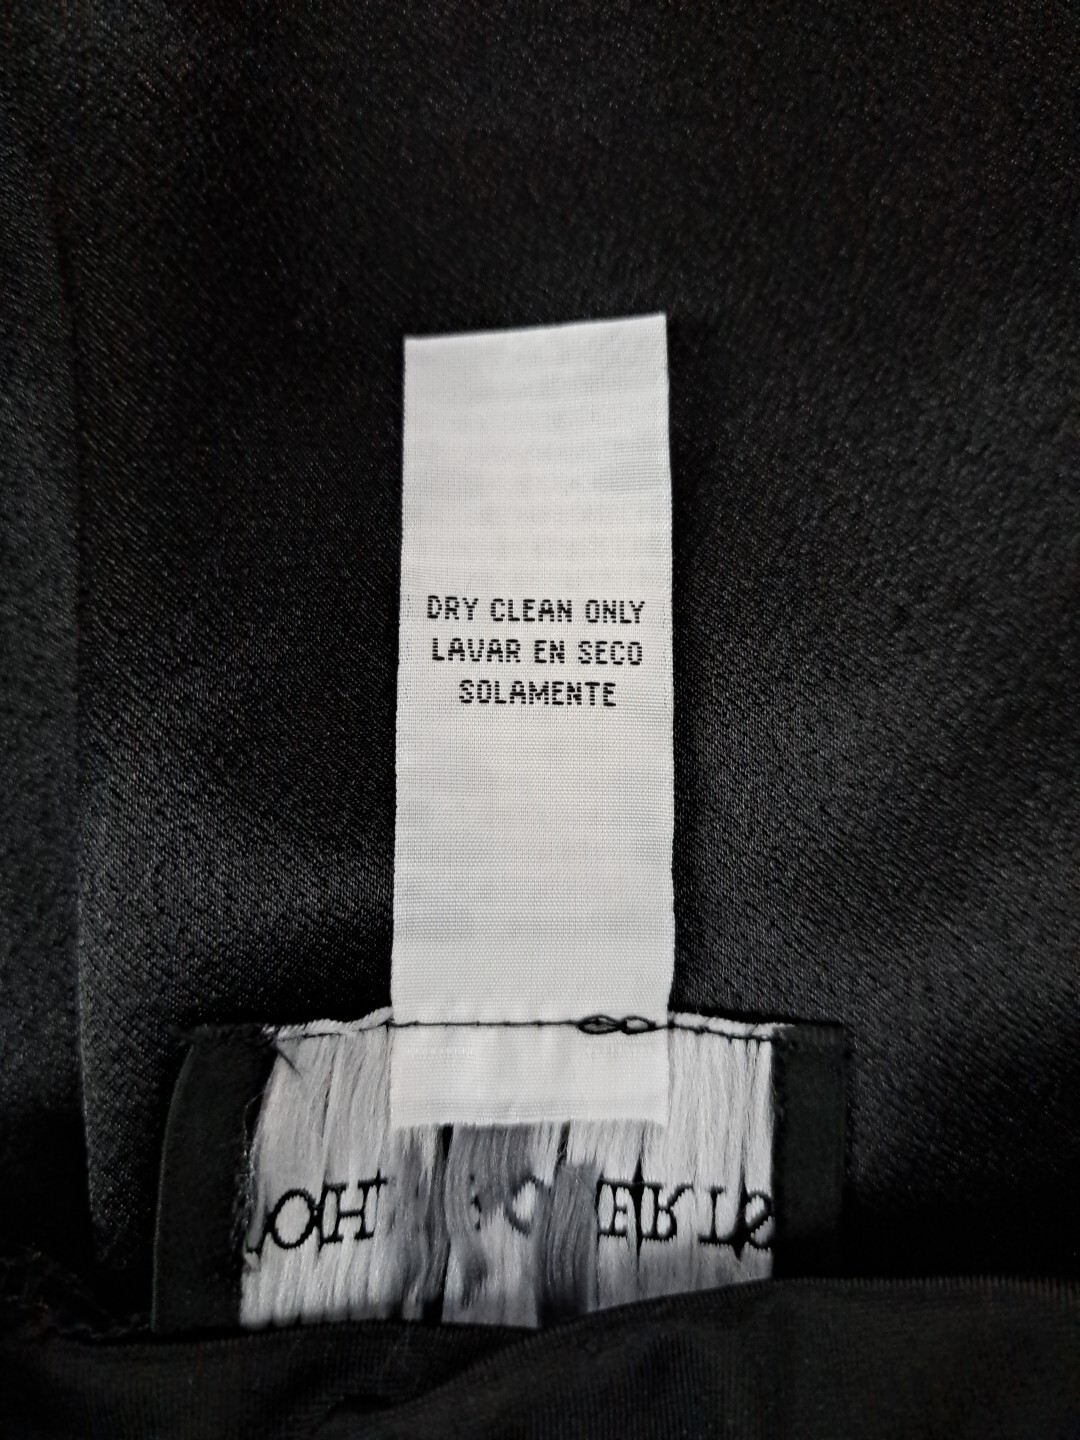 DRY CLEAN ONLY
LAVAR EN SECO
SOLAMENTE